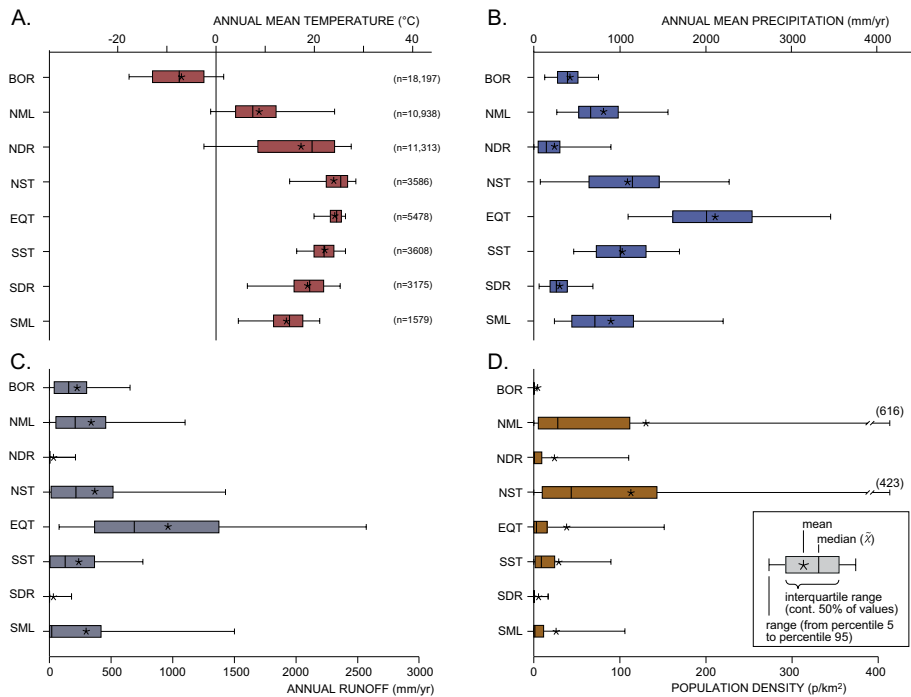 A.
ANNUAL MEAN TEMPERATURE (°C)
-20 0 20 40
BOR (n=18,197)
NML (n=10,938)
NDR (n=11,313)
NST (n=3586)
EQT (n=5478)
SST (n=3608)
SDR (n=3175)
SML (n=1579)
B.
ANNUAL MEAN PRECIPITATION (mm/yr)
0 1000 2000 3000 4000
BOR
NML
NDR
NST
EQT
SST
SDR
SML
C.
BOR
NML
NDR
NST
EQT
SST
SDR
SML
0 500 1000 1500 2000 2500 3000
ANNUAL RUNOFF (mm/yr)
D.
BOR
NML (616)
NDR
NST (423)
EQT
SST
SDR
SML
0 100 200 300 400
POPULATION DENSITY (p/km²)
mean
median (x̃)
interquartile range
(cont. 50% of values)
range (from percentile 5
to percentile 95)